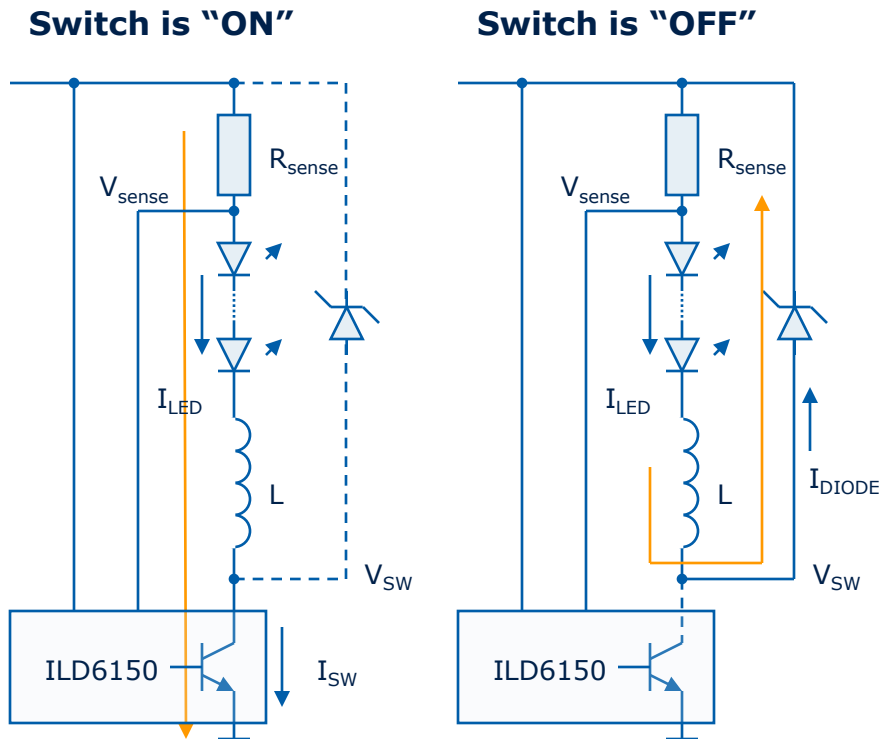 Switch is “ON”
Switch is “OFF”
Rsense
Vsense
ILED
L
VSW
ILD6150
ISW
Rsense
Vsense
ILED
L
IDIODE
VSW
ILD6150